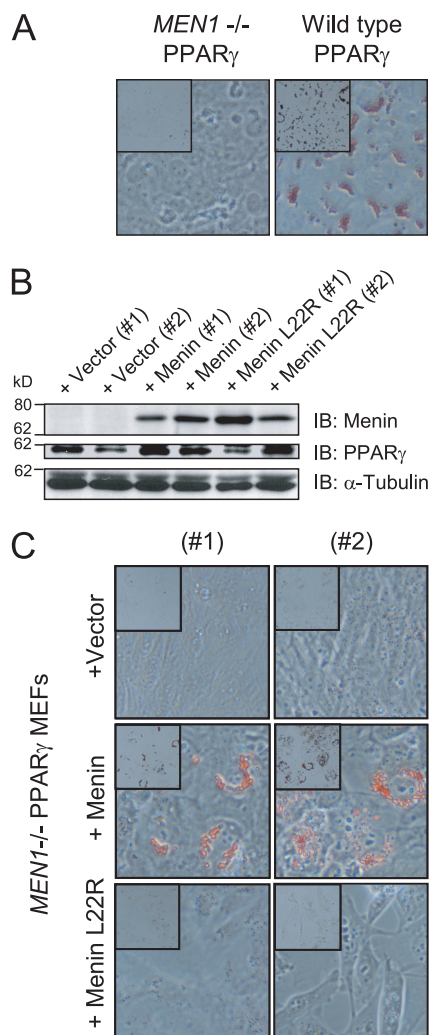 A
MEN1 -/-
PPARγ
Wild type
PPARγ
B
+ Vector (#1)
+ Vector (#2)
+ Menin (#1)
+ Menin (#2)
+ Menin L22R (#1)
+ Menin L22R (#2)
kD
80
62
IB: Menin
62
IB: PPARγ
62
IB: α-Tubulin
C
(#1)
(#2)
MEN1-/- PPARγ MEFs
+Vector
+ Menin
+ Menin L22R